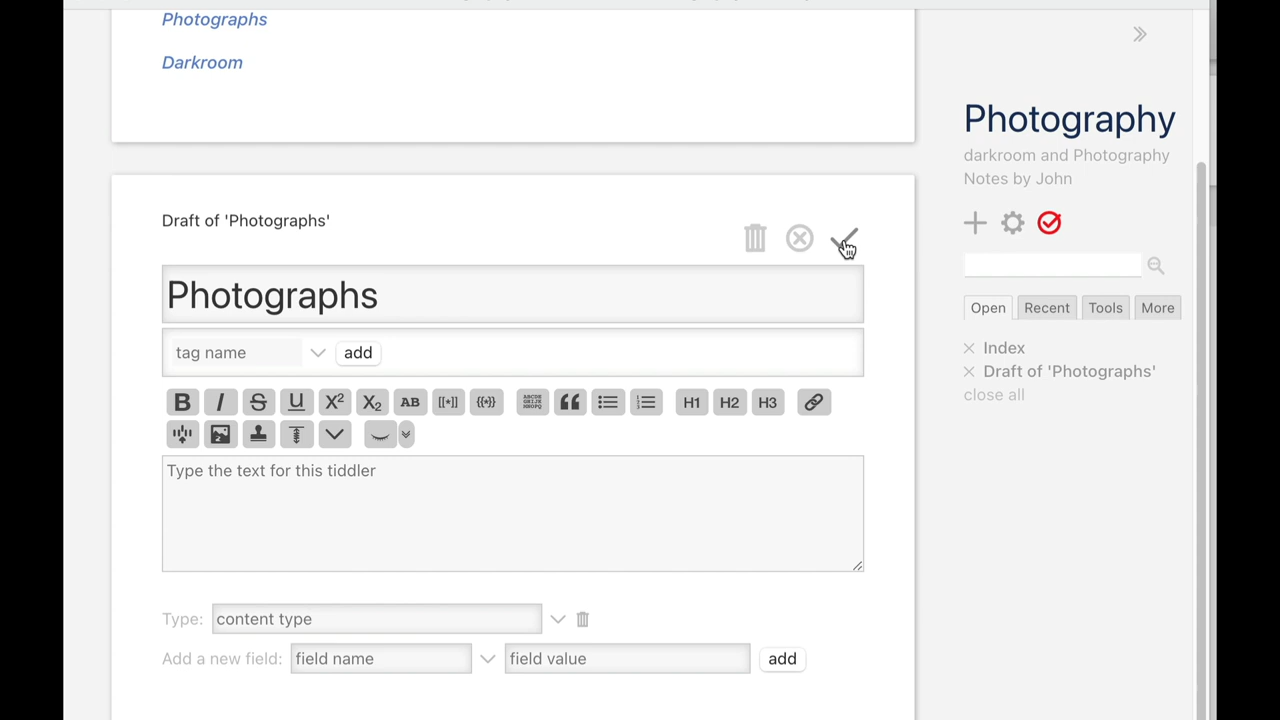 Photographs
Darkroom
Draft of 'Photographs'
Photographs
tag name add
B I S U X² X₂ AB [[*]] {{*}} H1 H2 H3
Type the text for this tiddler
Type: content type
Add a new field: field name field value add
Photography
darkroom and Photography
Notes by John
Open Recent Tools More
× Index
× Draft of 'Photographs'
close all